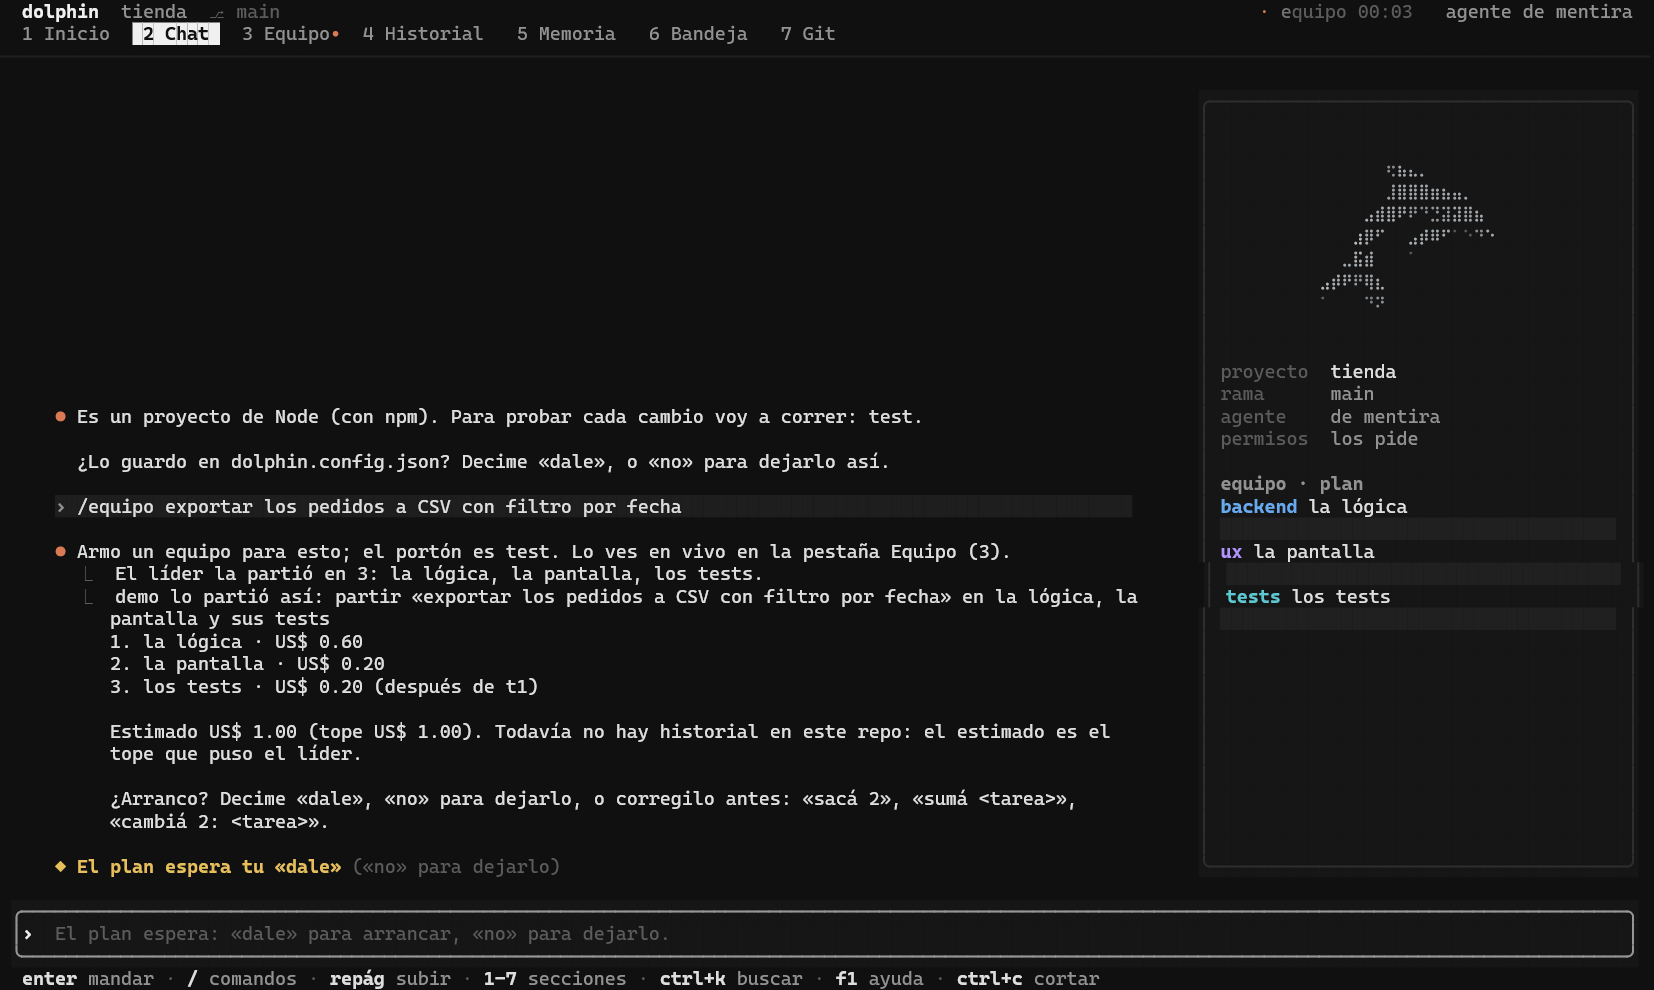 dolphin tienda main · equipo 00:03 agente de mentira
1 Inicio 2 Chat 3 Equipo• 4 Historial 5 Memoria 6 Bandeja 7 Git
● Es un proyecto de Node (con npm). Para probar cada cambio voy a correr: test.
¿Lo guardo en dolphin.config.json? Decime «dale», o «no» para dejarlo así.
› /equipo exportar los pedidos a CSV con filtro por fecha
● Armo un equipo para esto; el portón es test. Lo ves en vivo en la pestaña Equipo (3).
⎿ El líder la partió en 3: la lógica, la pantalla, los tests.
⎿ demo lo partió así: partir «exportar los pedidos a CSV con filtro por fecha» en la lógica, la
pantalla y sus tests
1. la lógica · US$ 0.60
2. la pantalla · US$ 0.20
3. los tests · US$ 0.20 (después de t1)
Estimado US$ 1.00 (tope US$ 1.00). Todavía no hay historial en este repo: el estimado es el
tope que puso el líder.
¿Arranco? Decime «dale», «no» para dejarlo, o corregilo antes: «sacá 2», «sumá <tarea>»,
«cambiá 2: <tarea>».
◆ El plan espera tu «dale» («no» para dejarlo)
proyecto tienda
rama main
agente de mentira
permisos los pide
equipo · plan
backend la lógica
ux la pantalla
tests los tests
› El plan espera: «dale» para arrancar, «no» para dejarlo.
enter mandar · / comandos · repág subir · 1–7 secciones · ctrl+k buscar · f1 ayuda · ctrl+c cortar